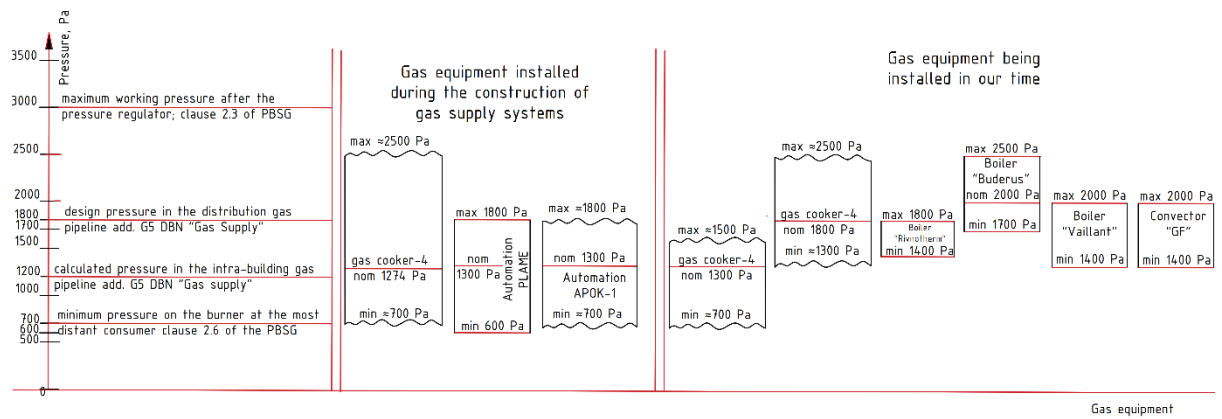 Pressure, Pa
3500
3000
2500
2000
1800
1700
1500
1200
1000
700
600
500
0
maximum working pressure after the
pressure regulator; clause 2.3 of PBSG
design pressure in the distribution gas
pipeline add. G5 DBN "Gas Supply"
calculated pressure in the intra-building gas
pipeline add. G5 DBN "Gas supply"
minimum pressure on the burner at the most
distant consumer clause 2.6 of the PBSG
Gas equipment installed
during the construction of
gas supply systems
max ≈2500 Pa
gas cooker-4
nom 1274 Pa
min ≈700 Pa
max 1800 Pa
nom
1300 Pa
Automation
PLAME
min 600 Pa
max ≈1800 Pa
nom 1300 Pa
Automation
APOK-1
min ≈700 Pa
Gas equipment being
installed in our time
max ≈1500 Pa
gas cooker-4
nom 1300 Pa
min ≈700 Pa
max ≈2500 Pa
gas cooker-4
nom 1800 Pa
min ≈1300 Pa
max 1800 Pa
Boiler
"Rivnotherm"
min 1400 Pa
max 2500 Pa
Boiler
"Buderus"
nom 2000 Pa
min 1700 Pa
max 2000 Pa
Boiler
"Vaillant"
min 1400 Pa
max 2000 Pa
Convector
"GF"
min 1400 Pa
Gas equipment